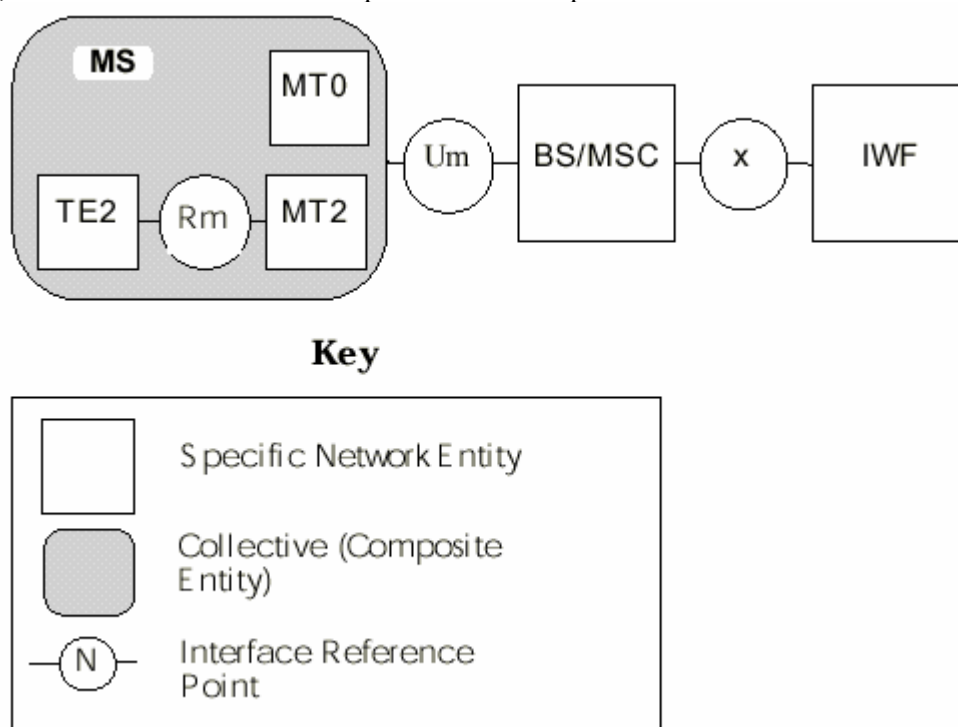 MS
MT0
TE2
Rm
MT2
Um
BS/MSC
x
IWF
Key
Specific Network Entity
Collective (Composite
Entity)
N
Interface Reference
Point